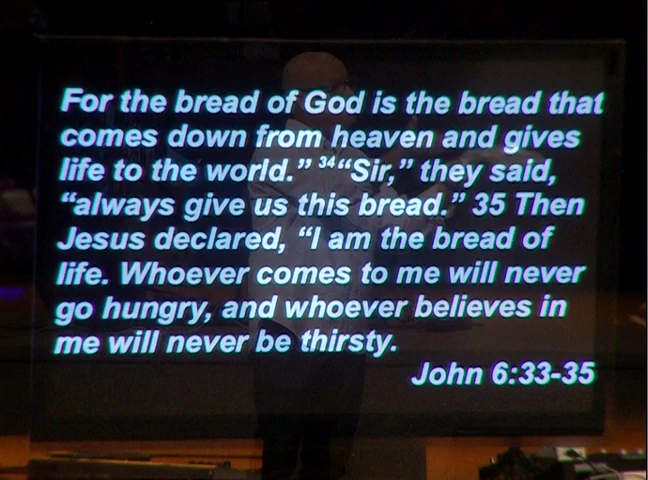 For the bread of God is the bread that
comes down from heaven and gives
life to the world.” ³⁴“Sir,” they said,
“always give us this bread.” 35 Then
Jesus declared, “I am the bread of
life. Whoever comes to me will never
go hungry, and whoever believes in
me will never be thirsty.
John 6:33-35